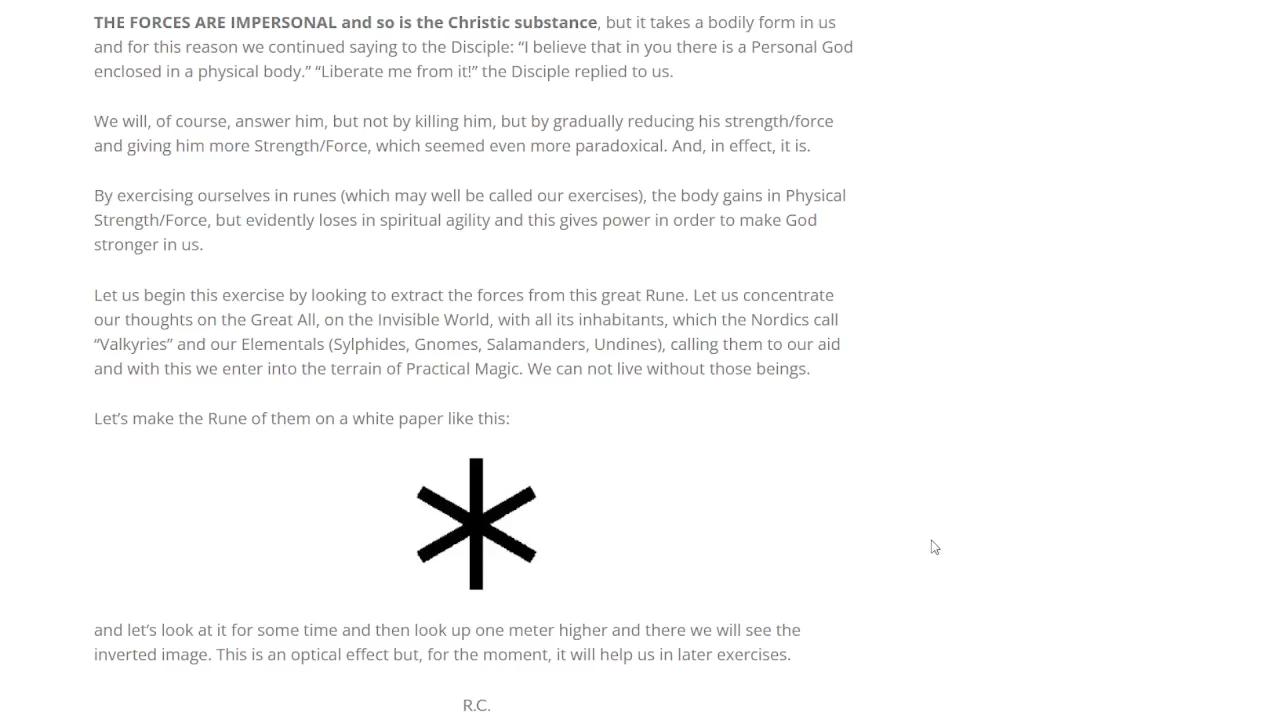 THE FORCES ARE IMPERSONAL and so is the Christic substance, but it takes a bodily form in us
and for this reason we continued saying to the Disciple: “I believe that in you there is a Personal God
enclosed in a physical body.” “Liberate me from it!” the Disciple replied to us.
We will, of course, answer him, but not by killing him, but by gradually reducing his strength/force
and giving him more Strength/Force, which seemed even more paradoxical. And, in effect, it is.
By exercising ourselves in runes (which may well be called our exercises), the body gains in Physical
Strength/Force, but evidently loses in spiritual agility and this gives power in order to make God
stronger in us.
Let us begin this exercise by looking to extract the forces from this great Rune. Let us concentrate
our thoughts on the Great All, on the Invisible World, with all its inhabitants, which the Nordics call
“Valkyries” and our Elementals (Sylphides, Gnomes, Salamanders, Undines), calling them to our aid
and with this we enter into the terrain of Practical Magic. We can not live without those beings.
Let’s make the Rune of them on a white paper like this:
and let’s look at it for some time and then look up one meter higher and there we will see the
inverted image. This is an optical effect but, for the moment, it will help us in later exercises.
R.C.